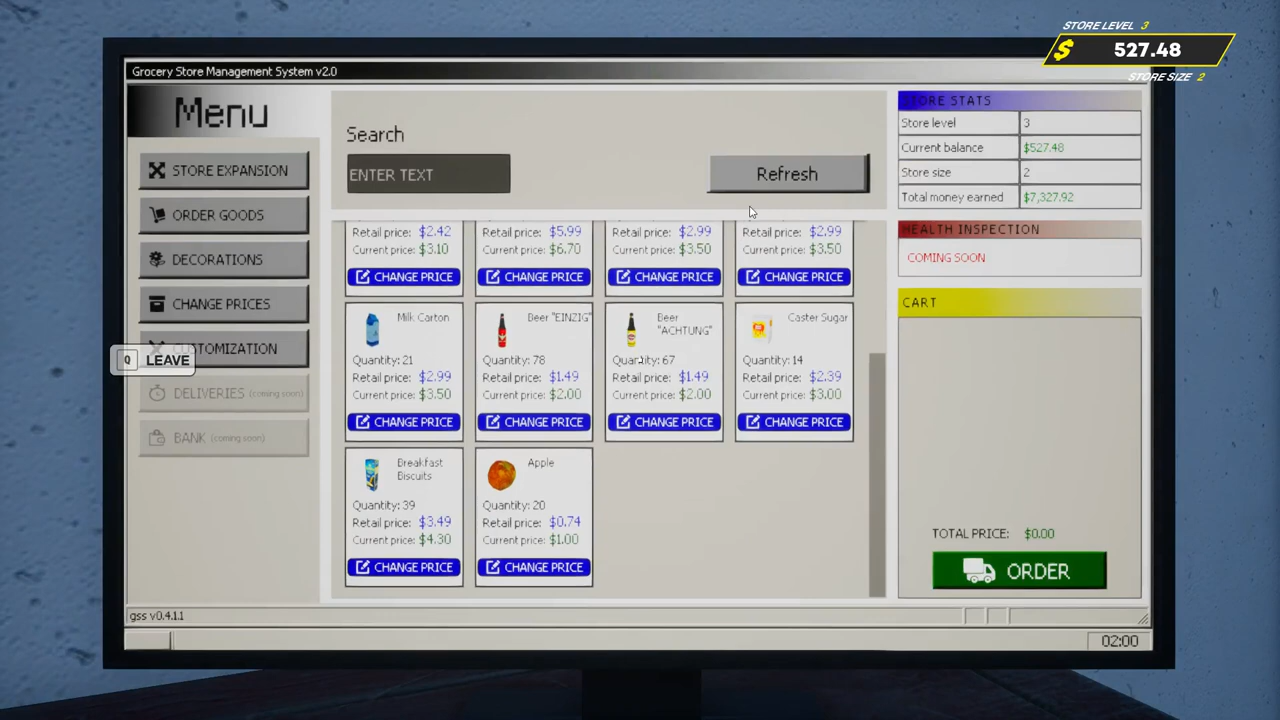 STORE LEVEL 3
$ 527.48
STORE SIZE 2
Grocery Store Management System v2.0
Menu
STORE EXPANSION
ORDER GOODS
DECORATIONS
CHANGE PRICES
CUSTOMIZATION
Q LEAVE
DELIVERIES (coming soon)
BANK (coming soon)
Search
ENTER TEXT
Refresh
Retail price: $2.42
Current price: $3.10
CHANGE PRICE
Retail price: $5.99
Current price: $6.70
CHANGE PRICE
Retail price: $2.99
Current price: $3.50
CHANGE PRICE
Retail price: $2.99
Current price: $3.50
CHANGE PRICE
Milk Carton
Quantity: 21
Retail price: $2.99
Current price: $3.50
CHANGE PRICE
Beer "EINZIG"
Quantity: 78
Retail price: $1.49
Current price: $2.00
CHANGE PRICE
Beer
"ACHTUNG"
Quantity: 67
Retail price: $1.49
Current price: $2.00
CHANGE PRICE
Caster Sugar
Quantity: 14
Retail price: $2.39
Current price: $3.00
CHANGE PRICE
Breakfast
Biscuits
Quantity: 39
Retail price: $3.49
Current price: $4.30
CHANGE PRICE
Apple
Quantity: 20
Retail price: $0.74
Current price: $1.00
CHANGE PRICE
STORE STATS
Store level 3
Current balance $527.48
Store size 2
Total money earned $7,327.92
HEALTH INSPECTION
COMING SOON
CART
TOTAL PRICE: $0.00
ORDER
gss v0.4.1.1
02:00